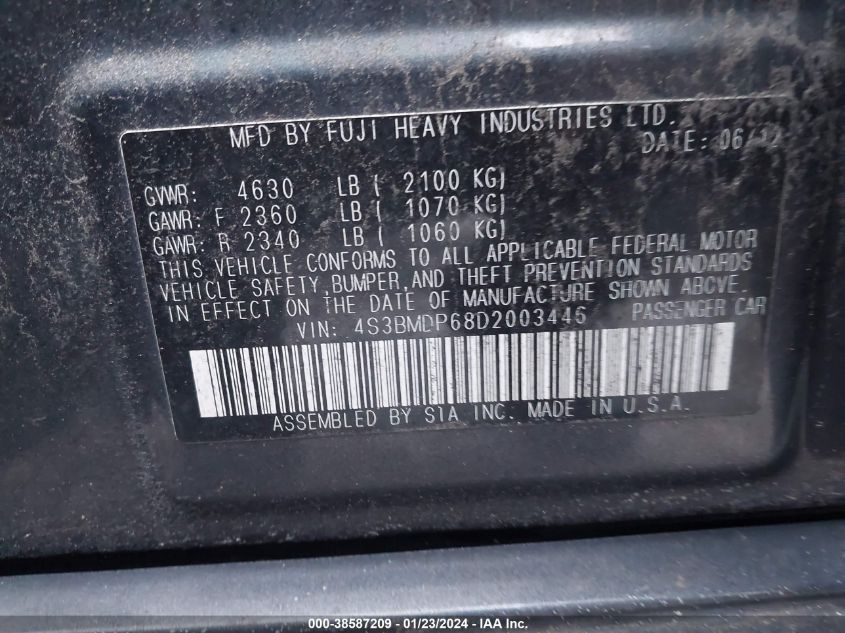 MFD BY FUJI HEAVY INDUSTRIES LTD.
DATE: 06/12
GVWR: 4630 LB ( 2100 KG)
GAWR: F 2360 LB ( 1070 KG)
GAWR: R 2340 LB ( 1060 KG)
THIS VEHICLE CONFORMS TO ALL APPLICABLE FEDERAL MOTOR
VEHICLE SAFETY, BUMPER, AND THEFT PREVENTION STANDARDS
IN EFFECT ON THE DATE OF MANUFACTURE SHOWN ABOVE.
VIN: 4S3BMDP68D2003446 PASSENGER CAR
ASSEMBLED BY SIA INC. MADE IN U.S.A.
000-38587209 - 01/23/2024 - IAA Inc.